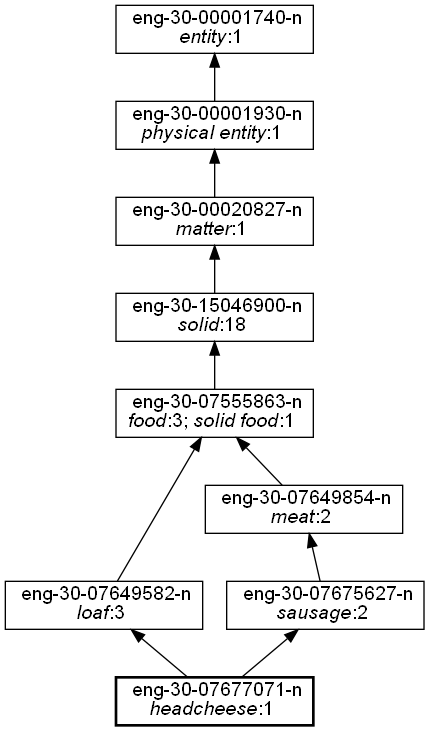 eng-30-00001740-n
entity:1
eng-30-00001930-n
physical entity:1
eng-30-00020827-n
matter:1
eng-30-15046900-n
solid:18
eng-30-07555863-n
food:3; solid food:1
eng-30-07649854-n
meat:2
eng-30-07649582-n
loaf:3
eng-30-07675627-n
sausage:2
eng-30-07677071-n
headcheese:1